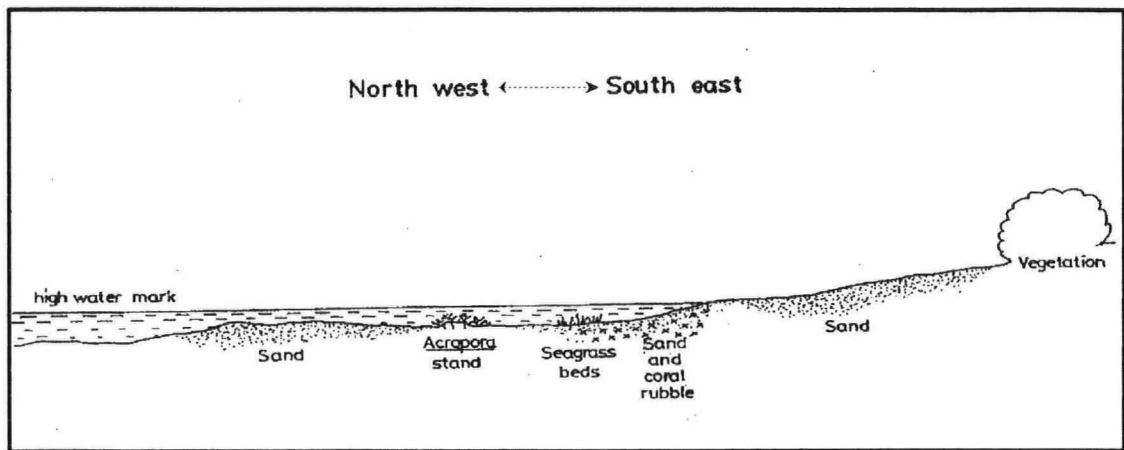 North west <·········> South east
Vegetation
high water mark
Sand
Acropora
stand
Seagrass
beds
Sand
and
coral
rubble
Sand